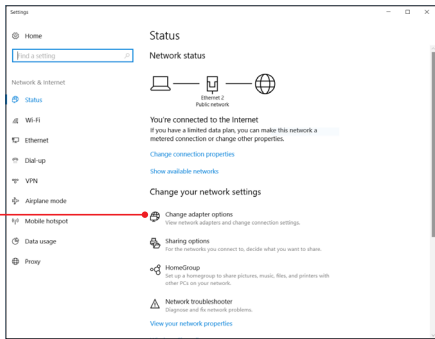 Settings
Home
Find a setting
Network & Internet
Status
Wi-Fi
Ethernet
Dial-up
VPN
Airplane mode
Mobile hotspot
Data usage
Proxy
Status
Network status
Ethernet 2
Public network
You're connected to the Internet
If you have a limited data plan, you can make this network a
metered connection or change other properties.
Change connection properties
Show available networks
Change your network settings
Change adapter options
View network adapters and change connection settings.
Sharing options
For the networks you connect to, decide what you want to share.
HomeGroup
Set up a homegroup to share pictures, music, files, and printers with
other PCs on your network.
Network troubleshooter
Diagnose and fix network problems.
View your network properties